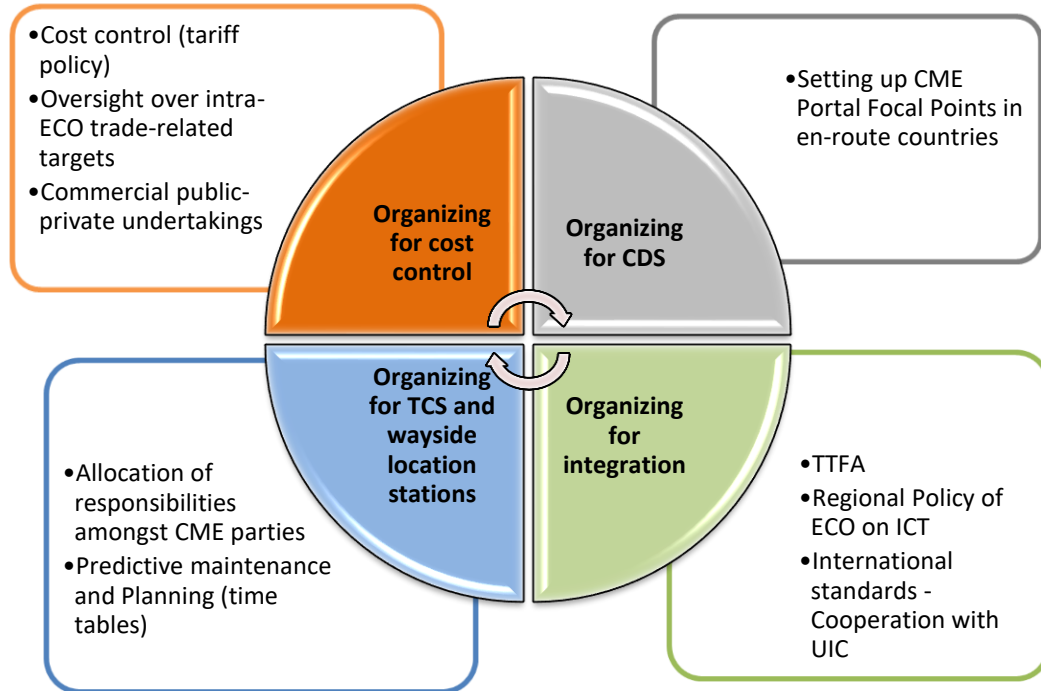 •Cost control (tariff
policy)
•Oversight over intra-
ECO trade-related
targets
•Commercial public-
private undertakings
•Setting up CME
Portal Focal Points in
en-route countries
Organizing
for cost
control
Organizing
for CDS
Organizing
for TCS and
wayside
location
stations
Organizing
for
integration
•Allocation of
responsibilities
amongst CME parties
•Predictive maintenance
and Planning (time
tables)
•TTFA
•Regional Policy of
ECO on ICT
•International
standards -
Cooperation with
UIC